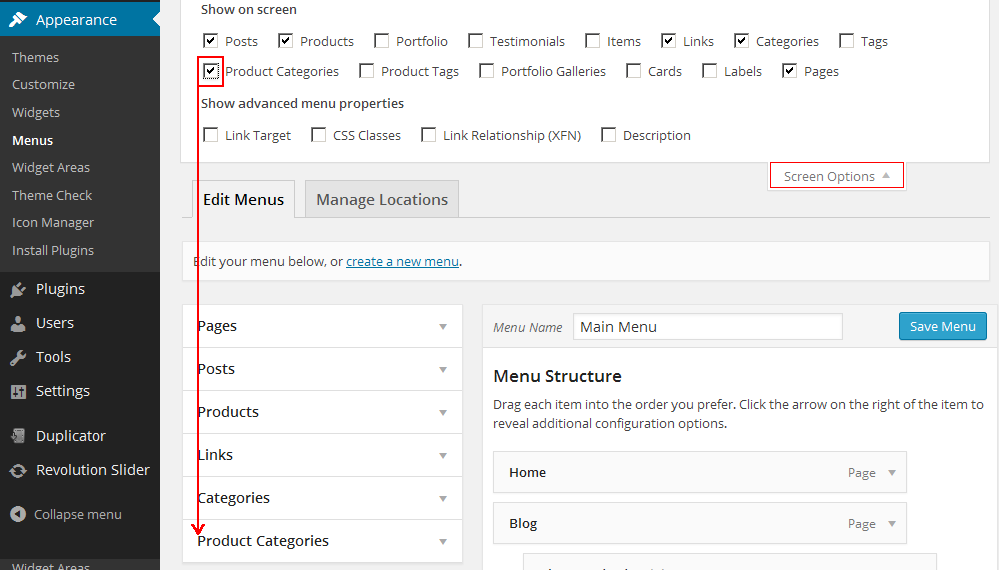 Appearance
Themes
Customize
Widgets
Menus
Widget Areas
Theme Check
Icon Manager
Install Plugins
Plugins
Users
Tools
Settings
Duplicator
Revolution Slider
Collapse menu
Widget Areas
Show on screen
Posts Products Portfolio Testimonials Items Links Categories Tags
Product Categories Product Tags Portfolio Galleries Cards Labels Pages
Show advanced menu properties
Link Target CSS Classes Link Relationship (XFN) Description
Screen Options
Edit Menus Manage Locations
Edit your menu below, or create a new menu.
Pages
Posts
Products
Links
Categories
Product Categories
Menu Name Main Menu Save Menu
Menu Structure
Drag each item into the order you prefer. Click the arrow on the right of the item to
reveal additional configuration options.
Home Page
Blog Page